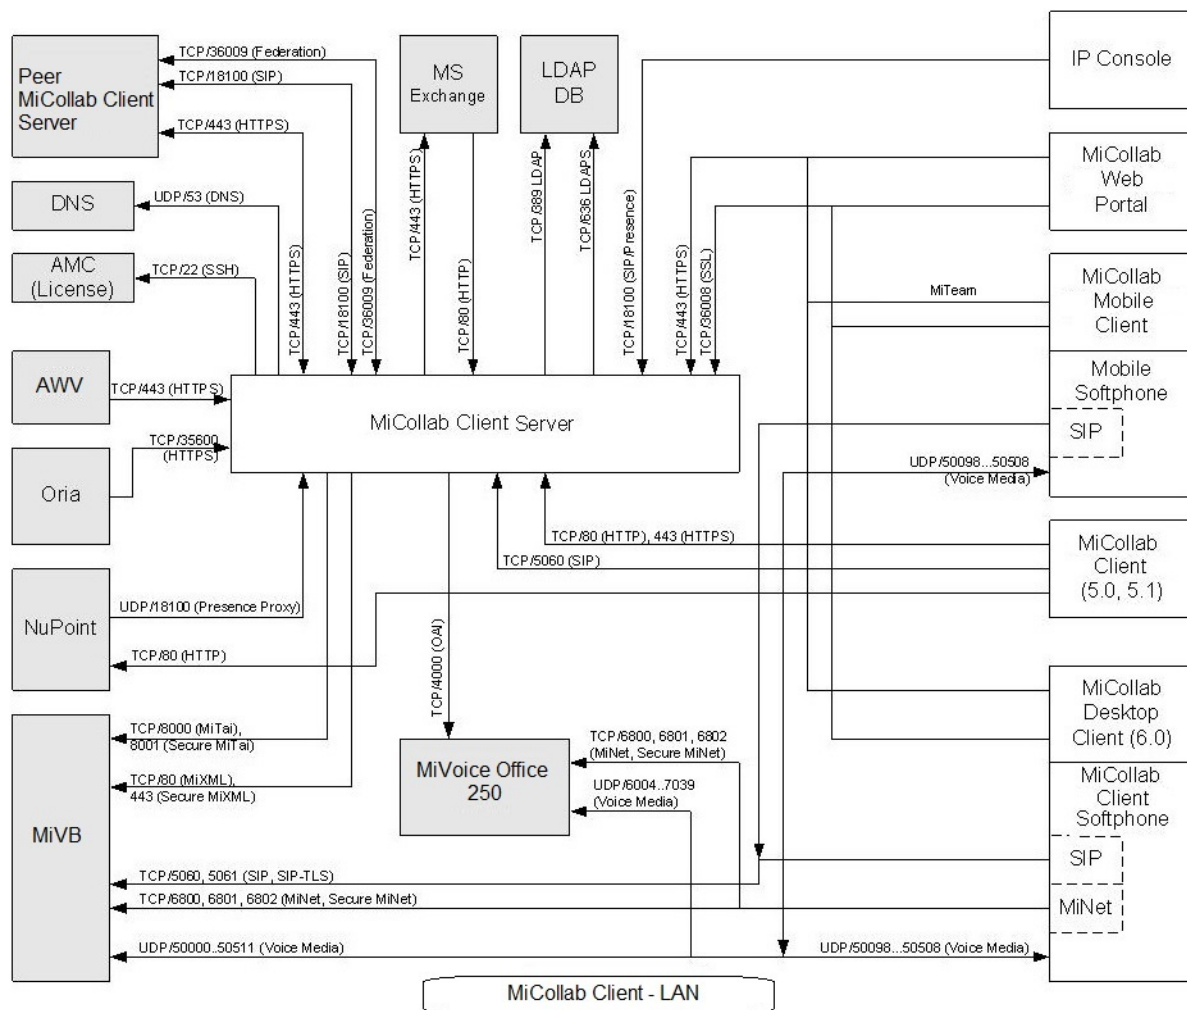 Peer
MiCollab Client
Server
TCP/36009 (Federation)
TCP/18100 (SIP)
TCP/443 (HTTPS)
MS
Exchange
LDAP
DB
IP Console
DNS
UDP/53 (DNS)
AMC
(License)
TCP/22 (SSH)
TCP/443 (HTTPS)
TCP/18100 (SIP)
TCP/36009 (Federation)
TCP/443 (HTTPS)
TCP/80 (HTTP)
TCP/389 LDAP
TCP/636 LDAPS
TCP/18100 (SIP/Presence)
TCP/443 (HTTPS)
TCP/36008 (SSL)
MiCollab
Web
Portal
MiTeam
MiCollab
Mobile
Client
Mobile
Softphone
SIP
UDP/50098...50508
(Voice Media)
AWV
TCP/443 (HTTPS)
MiCollab Client Server
Oria
TCP/35600
(HTTPS)
TCP/80 (HTTP), 443 (HTTPS)
TCP/5060 (SIP)
MiCollab
Client
(5.0, 5.1)
NuPoint
UDP/18100 (Presence Proxy)
TCP/80 (HTTP)
TCP/4000 (OAI)
MiVB
TCP/8000 (MiTai),
8001 (Secure MiTai)
TCP/80 (MiXML),
443 (Secure MiXML)
MiVoice Office
250
TCP/6800, 6801, 6802
(MiNet, Secure MiNet)
UDP/6004..7039
(Voice Media)
MiCollab
Desktop
Client (6.0)
MiCollab
Client
Softphone
SIP
MiNet
TCP/5060, 5061 (SIP, SIP-TLS)
TCP/6800, 6801, 6802 (MiNet, Secure MiNet)
UDP/50000..50511 (Voice Media)
UDP/50098...50508 (Voice Media)
MiCollab Client - LAN